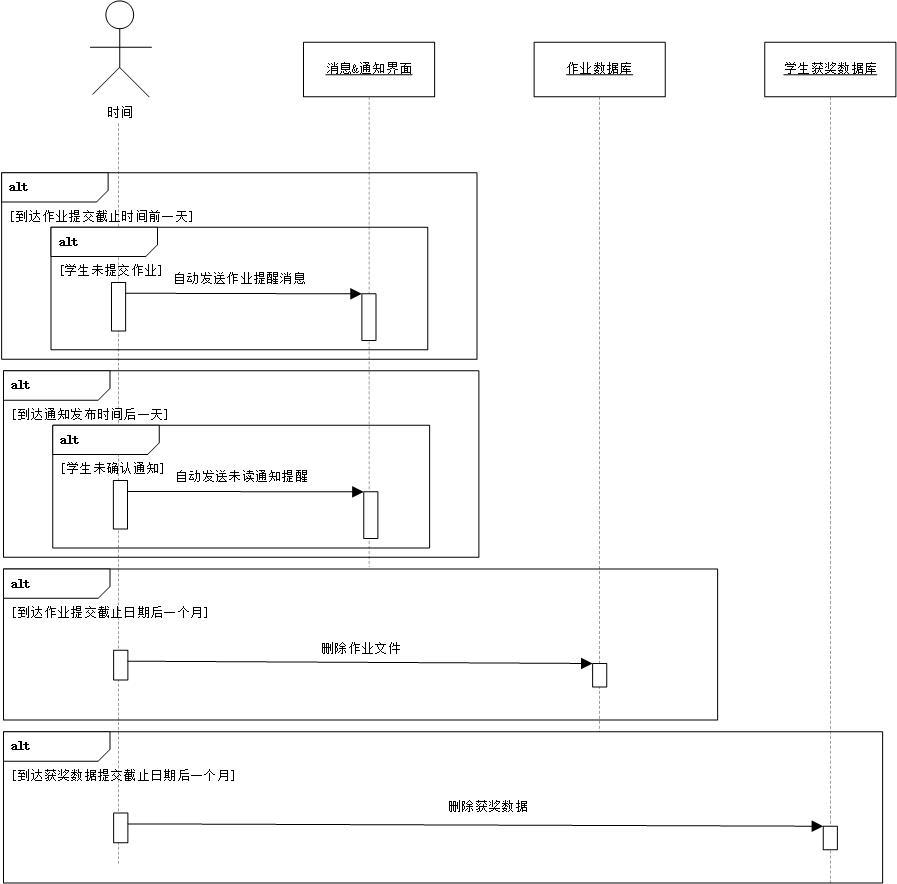 时间
消息&通知界面
作业数据库
学生获奖数据库
alt
[到达作业提交截止时间前一天]
alt
[学生未提交作业]
自动发送作业提醒消息
alt
[到达通知发布时间后一天]
alt
[学生未确认通知]
自动发送未读通知提醒
alt
[到达作业提交截止日期后一个月]
删除作业文件
alt
[到达获奖数据提交截止日期后一个月]
删除获奖数据